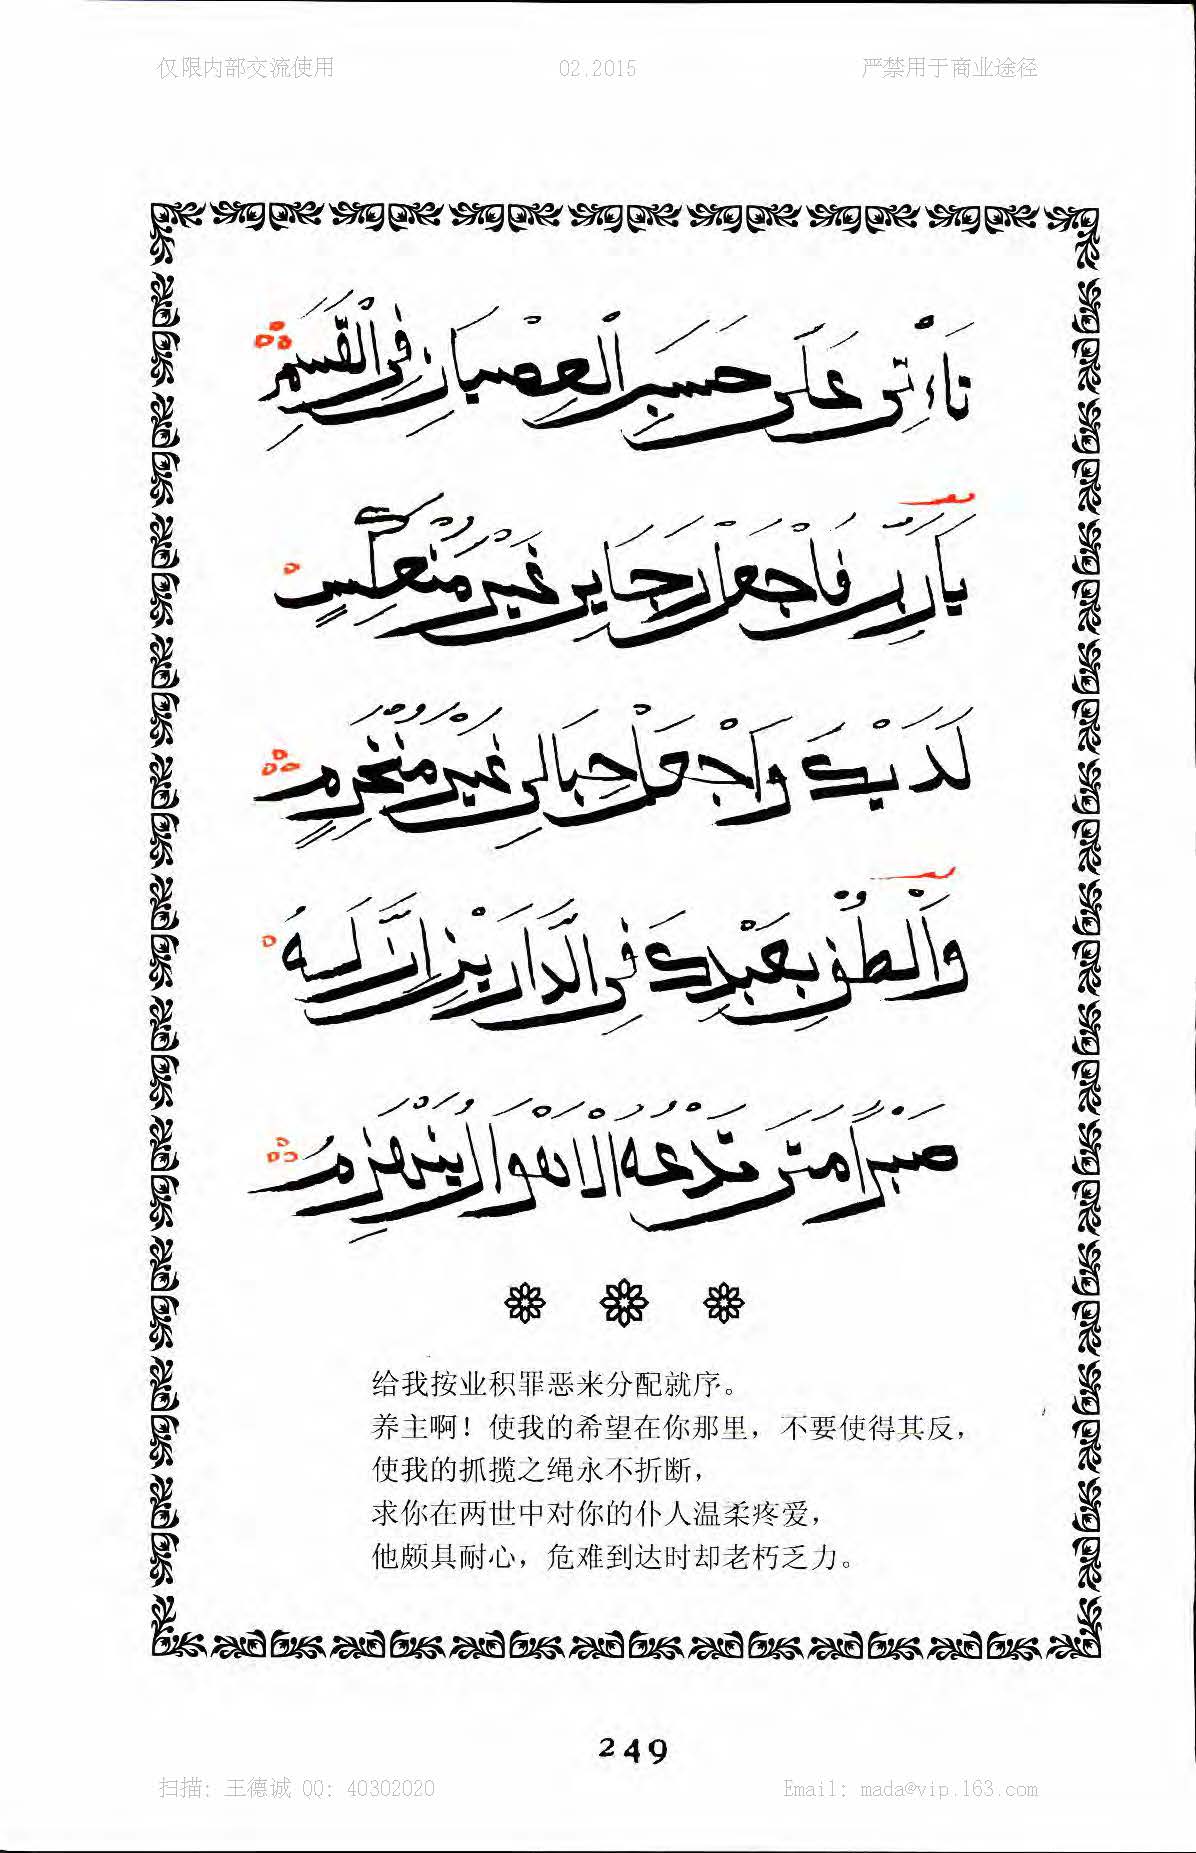 仅限内部交流使用 02.2015 严禁用于商业途径
تَأْتِي عَلَى حَسَبِ الْعِصْيَانِ فِي الْقَسَمِ
يَا رَبِّ فَاجْعَلْ رَجَايِ غَيْرَ مُنْعَكِسٍ
لَدَيْكَ وَاجْعَلْ حِبَالِي غَيْرَ مُنْخَرِمٍ
وَالْطُفْ بِعَبْدِكَ فِي الدَّارَيْنِ إِنَّ لَهُ
صَبْرًا مَتَى تَدْعُهُ الْاَهْوَالُ يَنْهَزِمُ
给我按业积罪恶来分配就序。
养主啊！使我的希望在你那里，不要使得其反，
使我的抓揽之绳永不折断，
求你在两世中对你的仆人温柔疼爱，
他颇具耐心，危难到达时却老朽乏力。
249
扫描: 王德诚 QQ: 40302020 Email: mada@vip.163.com